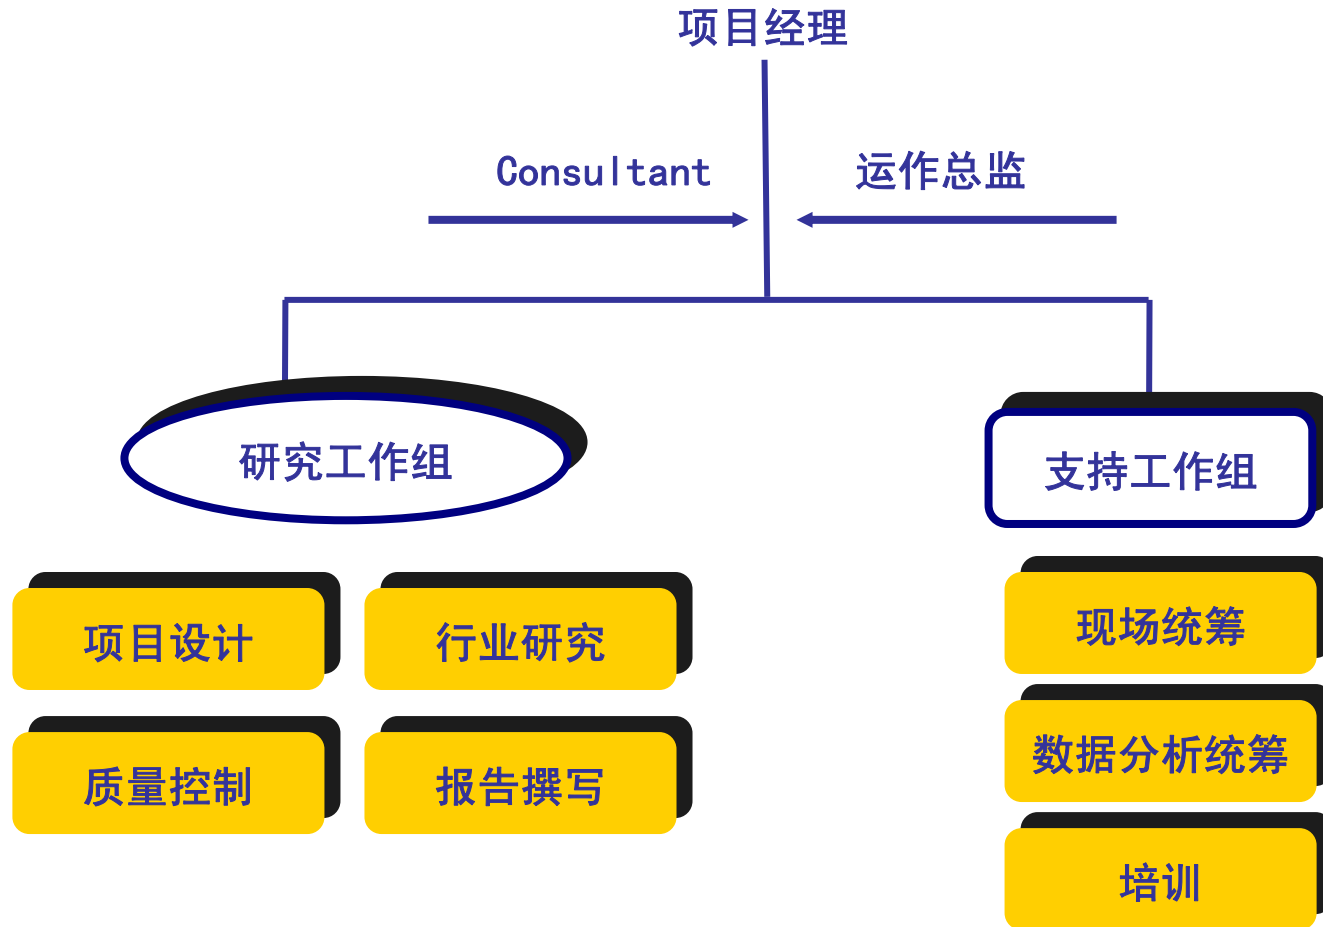 项目经理
Consultant
运作总监
研究工作组
支持工作组
项目设计
行业研究
现场统筹
质量控制
报告撰写
数据分析统筹
培训